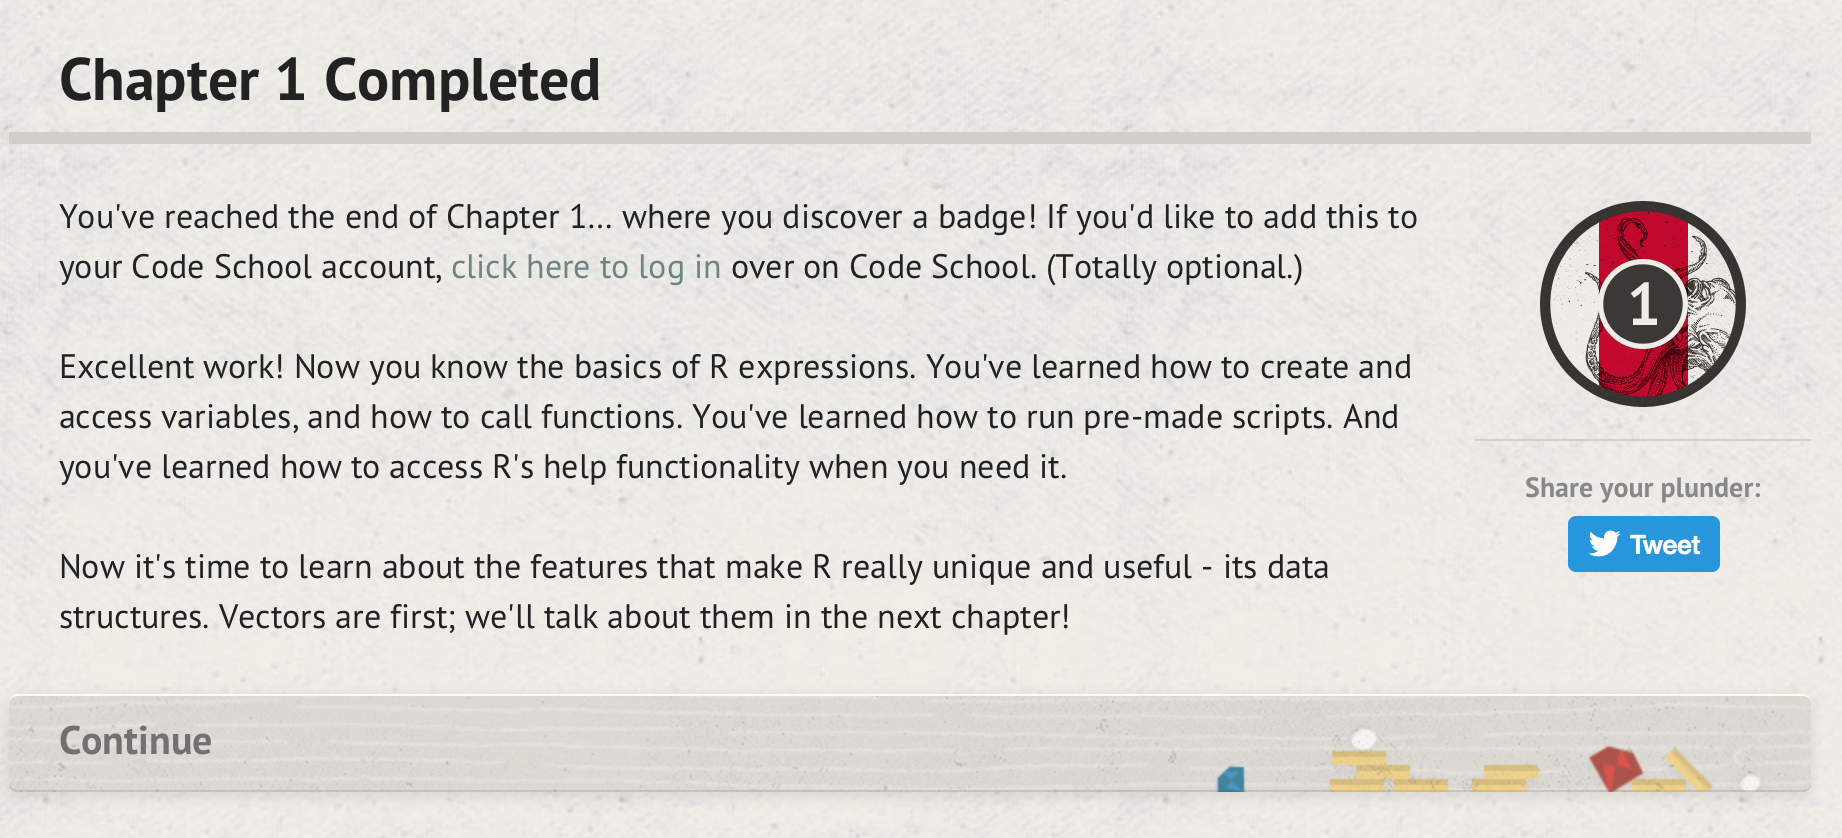 Chapter 1 Completed
You've reached the end of Chapter 1... where you discover a badge! If you'd like to add this to
your Code School account, click here to log in over on Code School. (Totally optional.)
1
Excellent work! Now you know the basics of R expressions. You've learned how to create and
access variables, and how to call functions. You've learned how to run pre-made scripts. And
you've learned how to access R's help functionality when you need it.
Share your plunder:
Tweet
Now it's time to learn about the features that make R really unique and useful - its data
structures. Vectors are first; we'll talk about them in the next chapter!
Continue